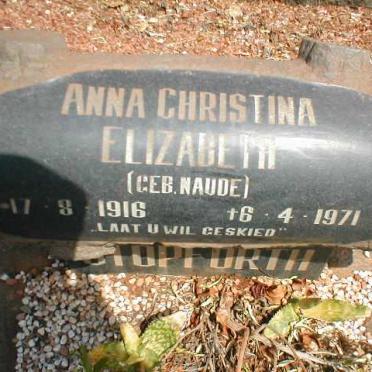 ANNA CHRISTINA
ELIZABETH
(GEB. NAUDE)
*17 · 8 · 1916 †6 · 4 · 1971
„LAAT U WIL GESKIED”
STOPFORTH